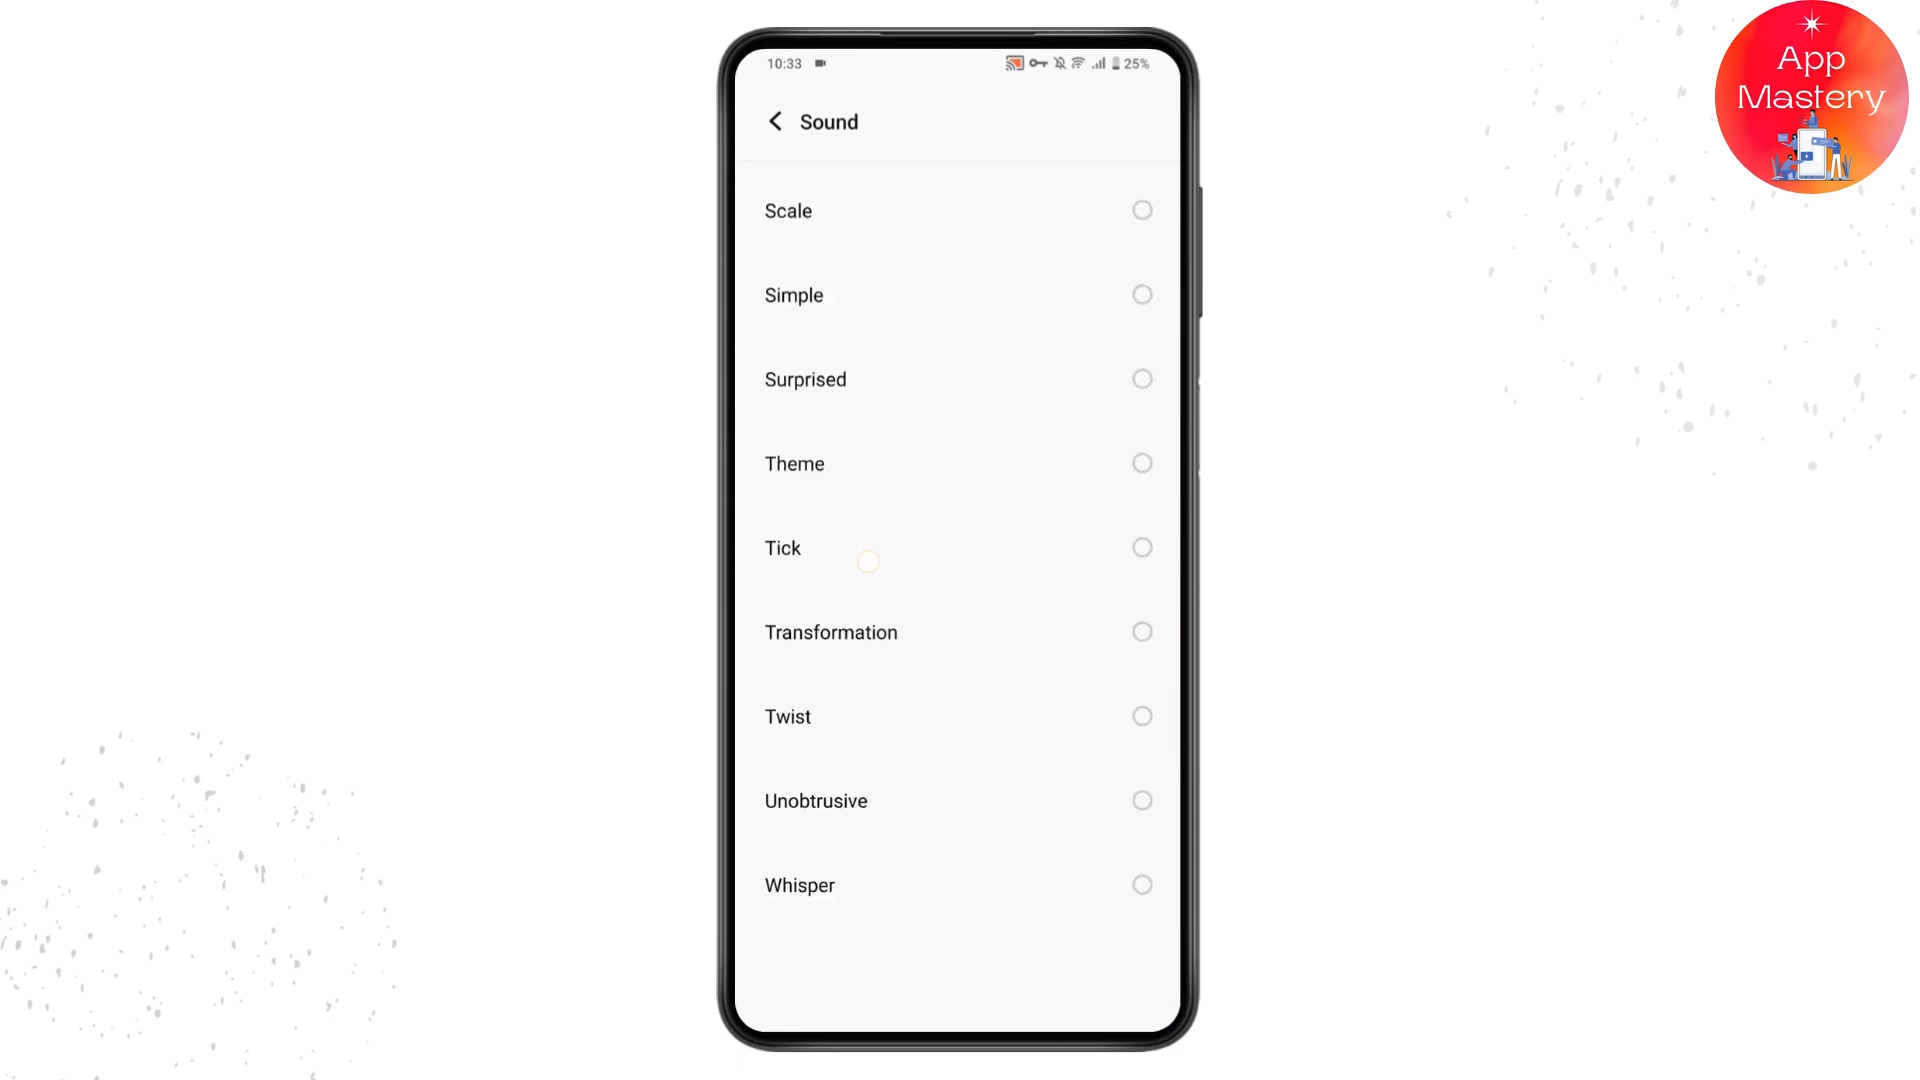 10:33
25%
Sound
Scale
Simple
Surprised
Theme
Tick
Transformation
Twist
Unobtrusive
Whisper
App
Mastery